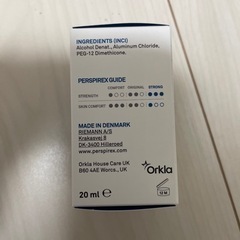 INGREDIENTS (INCI)
Alcohol Denat., Aluminum Chloride,
PEG-12 Dimethicone.
PERSPIREX GUIDE
COMFORT ORIGINAL STRONG
STRENGTH
SKIN COMFORT
MADE IN DENMARK
RIEMANN A/S
Krakasvej 8
DK-3400 Hilleroed
www.perspirex.com
Orkla House Care UK
B60 4AE Worcs., UK
Orkla
20 ml e
12 M